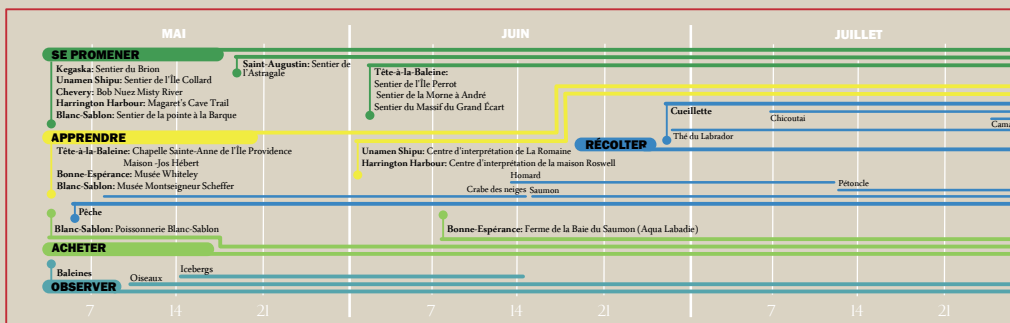 MAI
JUIN
JUILLET
SE PROMENER
Kegaska: Sentier du Brion
Unamen Shipu: Sentier de l'Île Collard
Chevery: Bob Nuez Misty River
Harrington Harbour: Magaret's Cave Trail
Blanc-Sablon: Sentier de la pointe à la Barque
Saint-Augustin: Sentier de
l'Astragale
Tête-à-la-Baleine:
Sentier de l'Île Perrot
Sentier de la Morne à André
Sentier du Massif du Grand Écart
Cueillette
Chicoutai
Cama
Thé du Labrador
APPRENDRE
RÉCOLTER
Tête-à-la-Baleine: Chapelle Sainte-Anne de l'Île Providence
Maison -Jos Hébert
Bonne-Espérance: Musée Whiteley
Blanc-Sablon: Musée Montseigneur Scheffer
Uamen Shipu: Centre d'interprétation de La Romaine
Harrington Harbour: Centre d'interprétation de la maison Roswell
Homard
Crabe des neiges
Saumon
Pétoncle
Pêche
Blanc-Sablon: Poissonnerie Blanc-Sablon
Bonne-Espérance: Ferme de la Baie du Saumon (Aqua Labadie)
ACHETER
Baleines
Oiseaux
Icebergs
OBSERVER
7 14 21 7 14 21 7 14 21